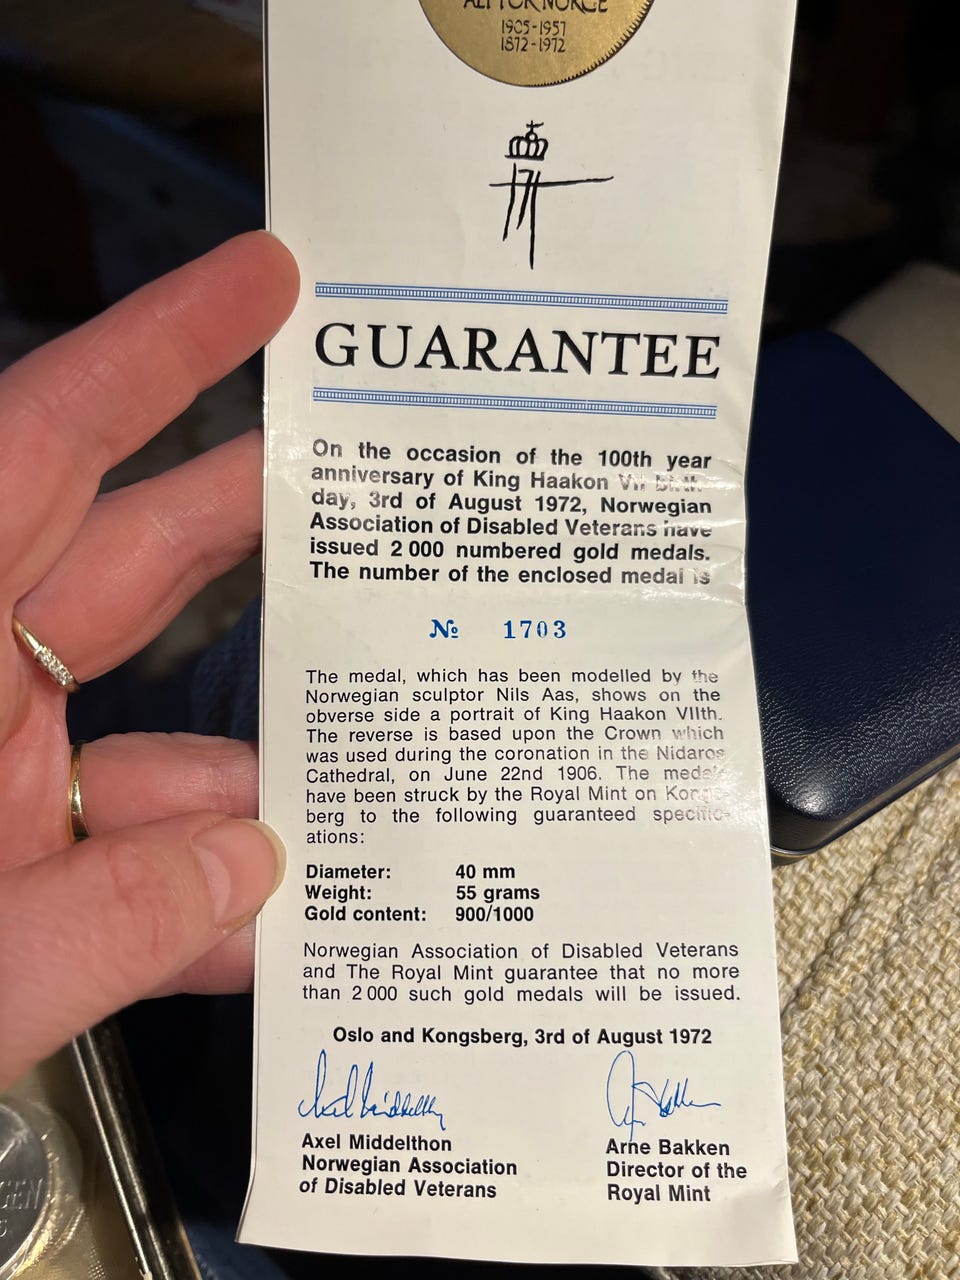 ALT FOR NORGE
1905-1957
1872-1972
GUARANTEE
On the occasion of the 100th year
anniversary of King Haakon VII birth-
day, 3rd of August 1972, Norwegian
Association of Disabled Veterans have
issued 2 000 numbered gold medals.
The number of the enclosed medal is
№ 1703
The medal, which has been modelled by the
Norwegian sculptor Nils Aas, shows on the
obverse side a portrait of King Haakon VIIth.
The reverse is based upon the Crown which
was used during the coronation in the Nidaros
Cathedral, on June 22nd 1906. The medals
have been struck by the Royal Mint on Kongs-
berg to the following guaranteed specific-
ations:
Diameter: 40 mm
Weight: 55 grams
Gold content: 900/1000
Norwegian Association of Disabled Veterans
and The Royal Mint guarantee that no more
than 2 000 such gold medals will be issued.
Oslo and Kongsberg, 3rd of August 1972
Axel Middelthon
Norwegian Association
of Disabled Veterans
Arne Bakken
Director of the
Royal Mint